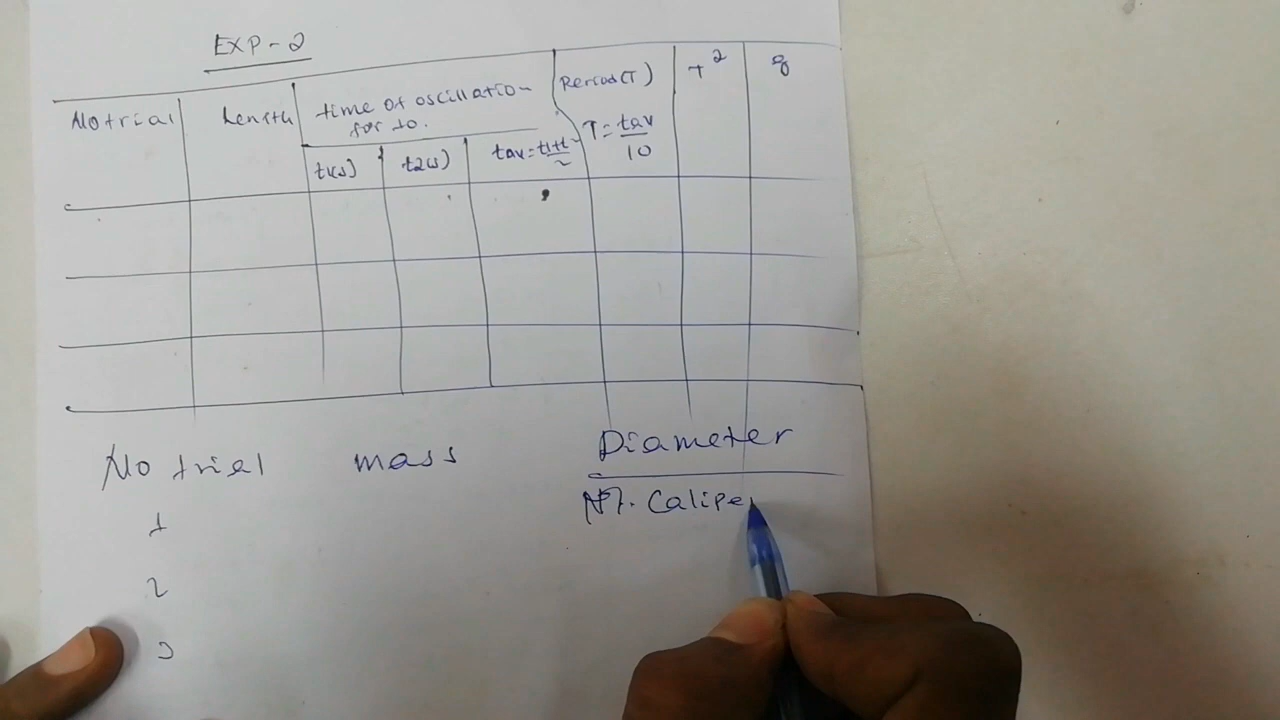 EXP-2
No trial Length time of oscillation for 10. Period(T) T² g
T = tav/10
t1(s) t2(s) tav = t1+t2/2
No trial mass Diameter
1 Calipe
2
3